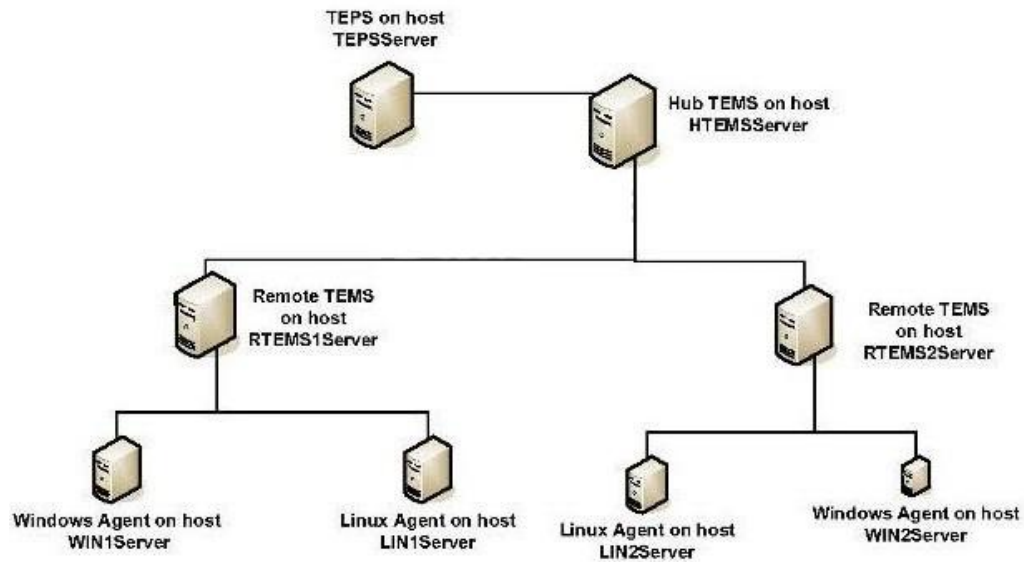 TEPS on host
TEPSServer
Hub TEMS on host
HTEMSServer
Remote TEMS
on host
RTEMS1Server
Remote TEMS
on host
RTEMS2Server
Windows Agent on host
WIN1Server
Linux Agent on host
LIN1Server
Linux Agent on host
LIN2Server
Windows Agent on host
WIN2Server